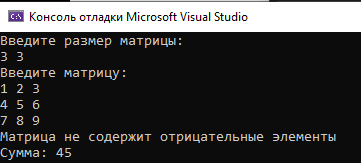 Консоль отладки Microsoft Visual Studio
Введите размер матрицы:
3 3
Введите матрицу:
1 2 3
4 5 6
7 8 9
Матрица не содержит отрицательные элементы
Сумма: 45